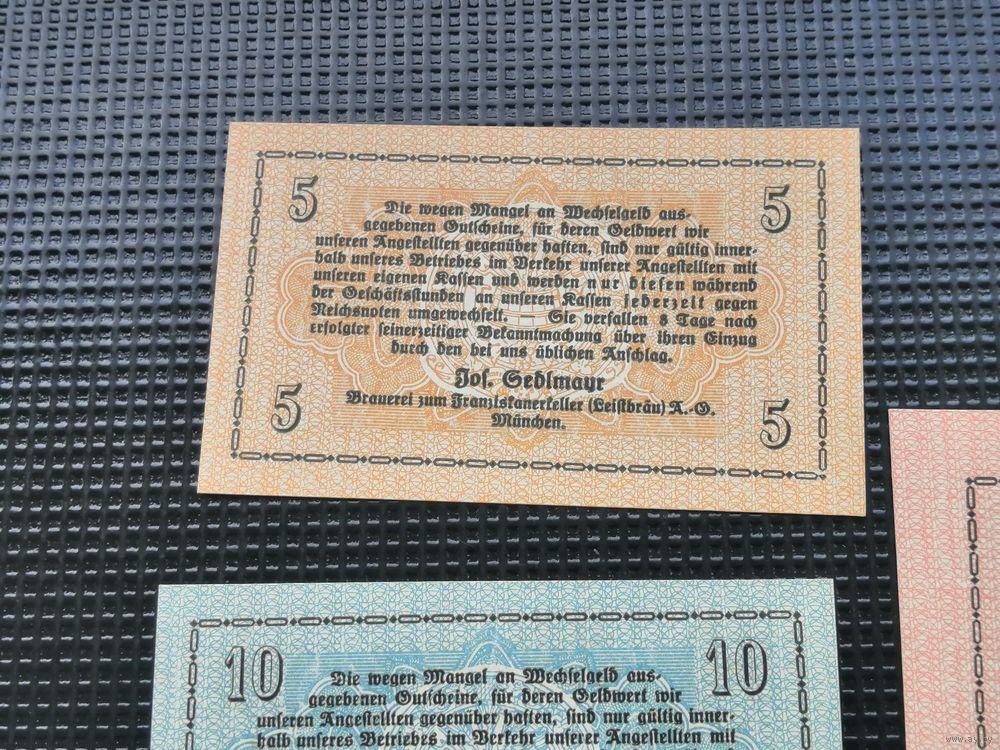 5 5
Die wegen Mangel an Wechselgeld aus-
gegebenen Gutscheine, für deren Geldwert wir
unseren Angestellten gegenüber haften, sind nur gültig inner-
halb unseres Betriebes im Verkehr unserer Angestellten mit
unseren eigenen Kassen und werden nur diesen während
der Geschäftsstunden an unseren Kassen jederzeit gegen
Reichsnoten umgewechselt. Sie verfallen 8 Tage nach
erfolgter seinerzeitiger Bekanntmachung über ihren Einzug
durch den bei uns üblichen Anschlag.
Jos. Sedlmayr
Brauerei zum Franziskanerkeller (Leistbräu) A.-G.
München.
5 5
10 10
Die wegen Mangel an Wechselgeld aus-
gegebenen Gutscheine, für deren Geldwert wir
unseren Angestellten gegenüber haften, sind nur gültig inner-
halb unseres Betriebes im Verkehr unserer Angestellten mit
www.ay.by